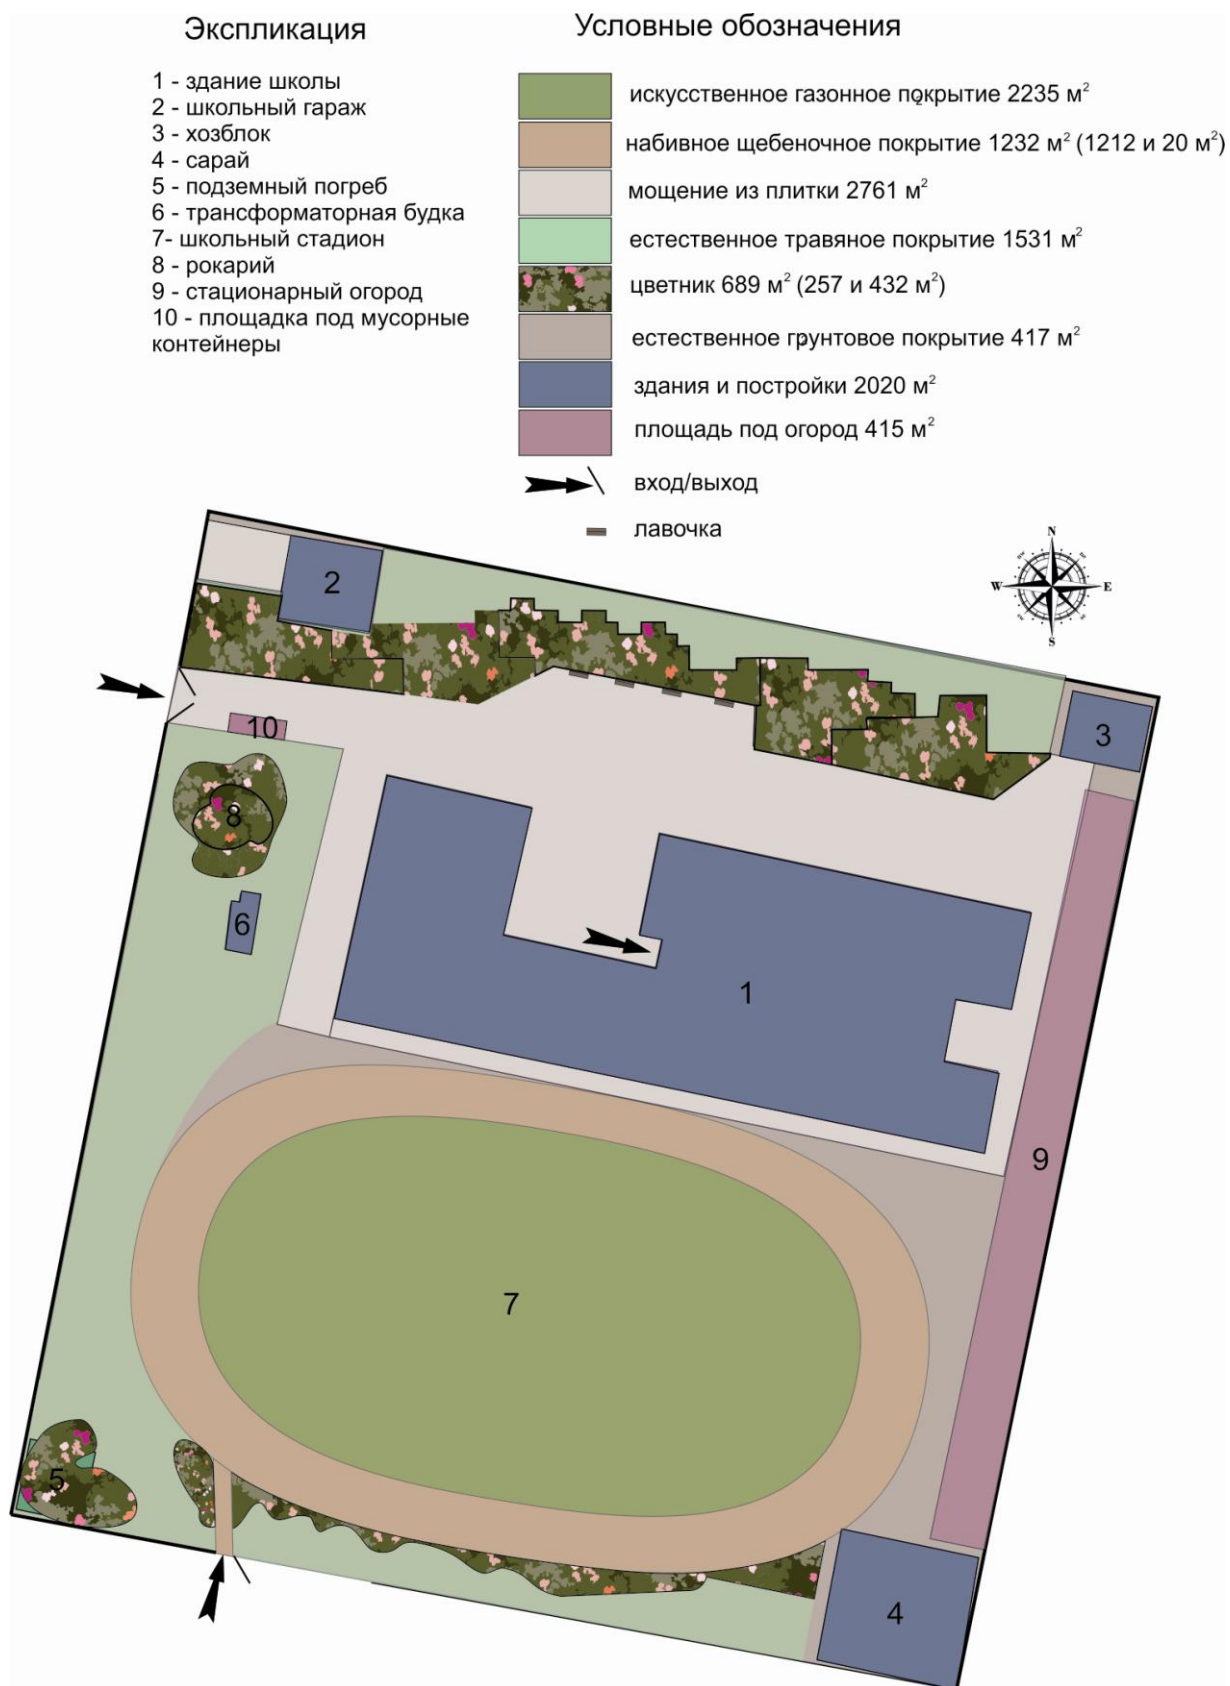 Экспликация
1 - здание школы
2 - школьный гараж
3 - хозблок
4 - сарай
5 - подземный погреб
6 - трансформаторная будка
7- школьный стадион
8 - рокарий
9 - стационарный огород
10 - площадка под мусорные
контейнеры
Условные обозначения
искусственное газонное покрытие 2235 м²
набивное щебеночное покрытие 1232 м² (1212 и 20 м²)
мощение из плитки 2761 м²
естественное травяное покрытие 1531 м²
цветник 689 м² (257 и 432 м²)
естественное грунтовое покрытие 417 м²
здания и постройки 2020 м²
площадь под огород 415 м²
вход/выход
лавочка
N
W E
S
2
3
10
8
6
1
9
7
5
4